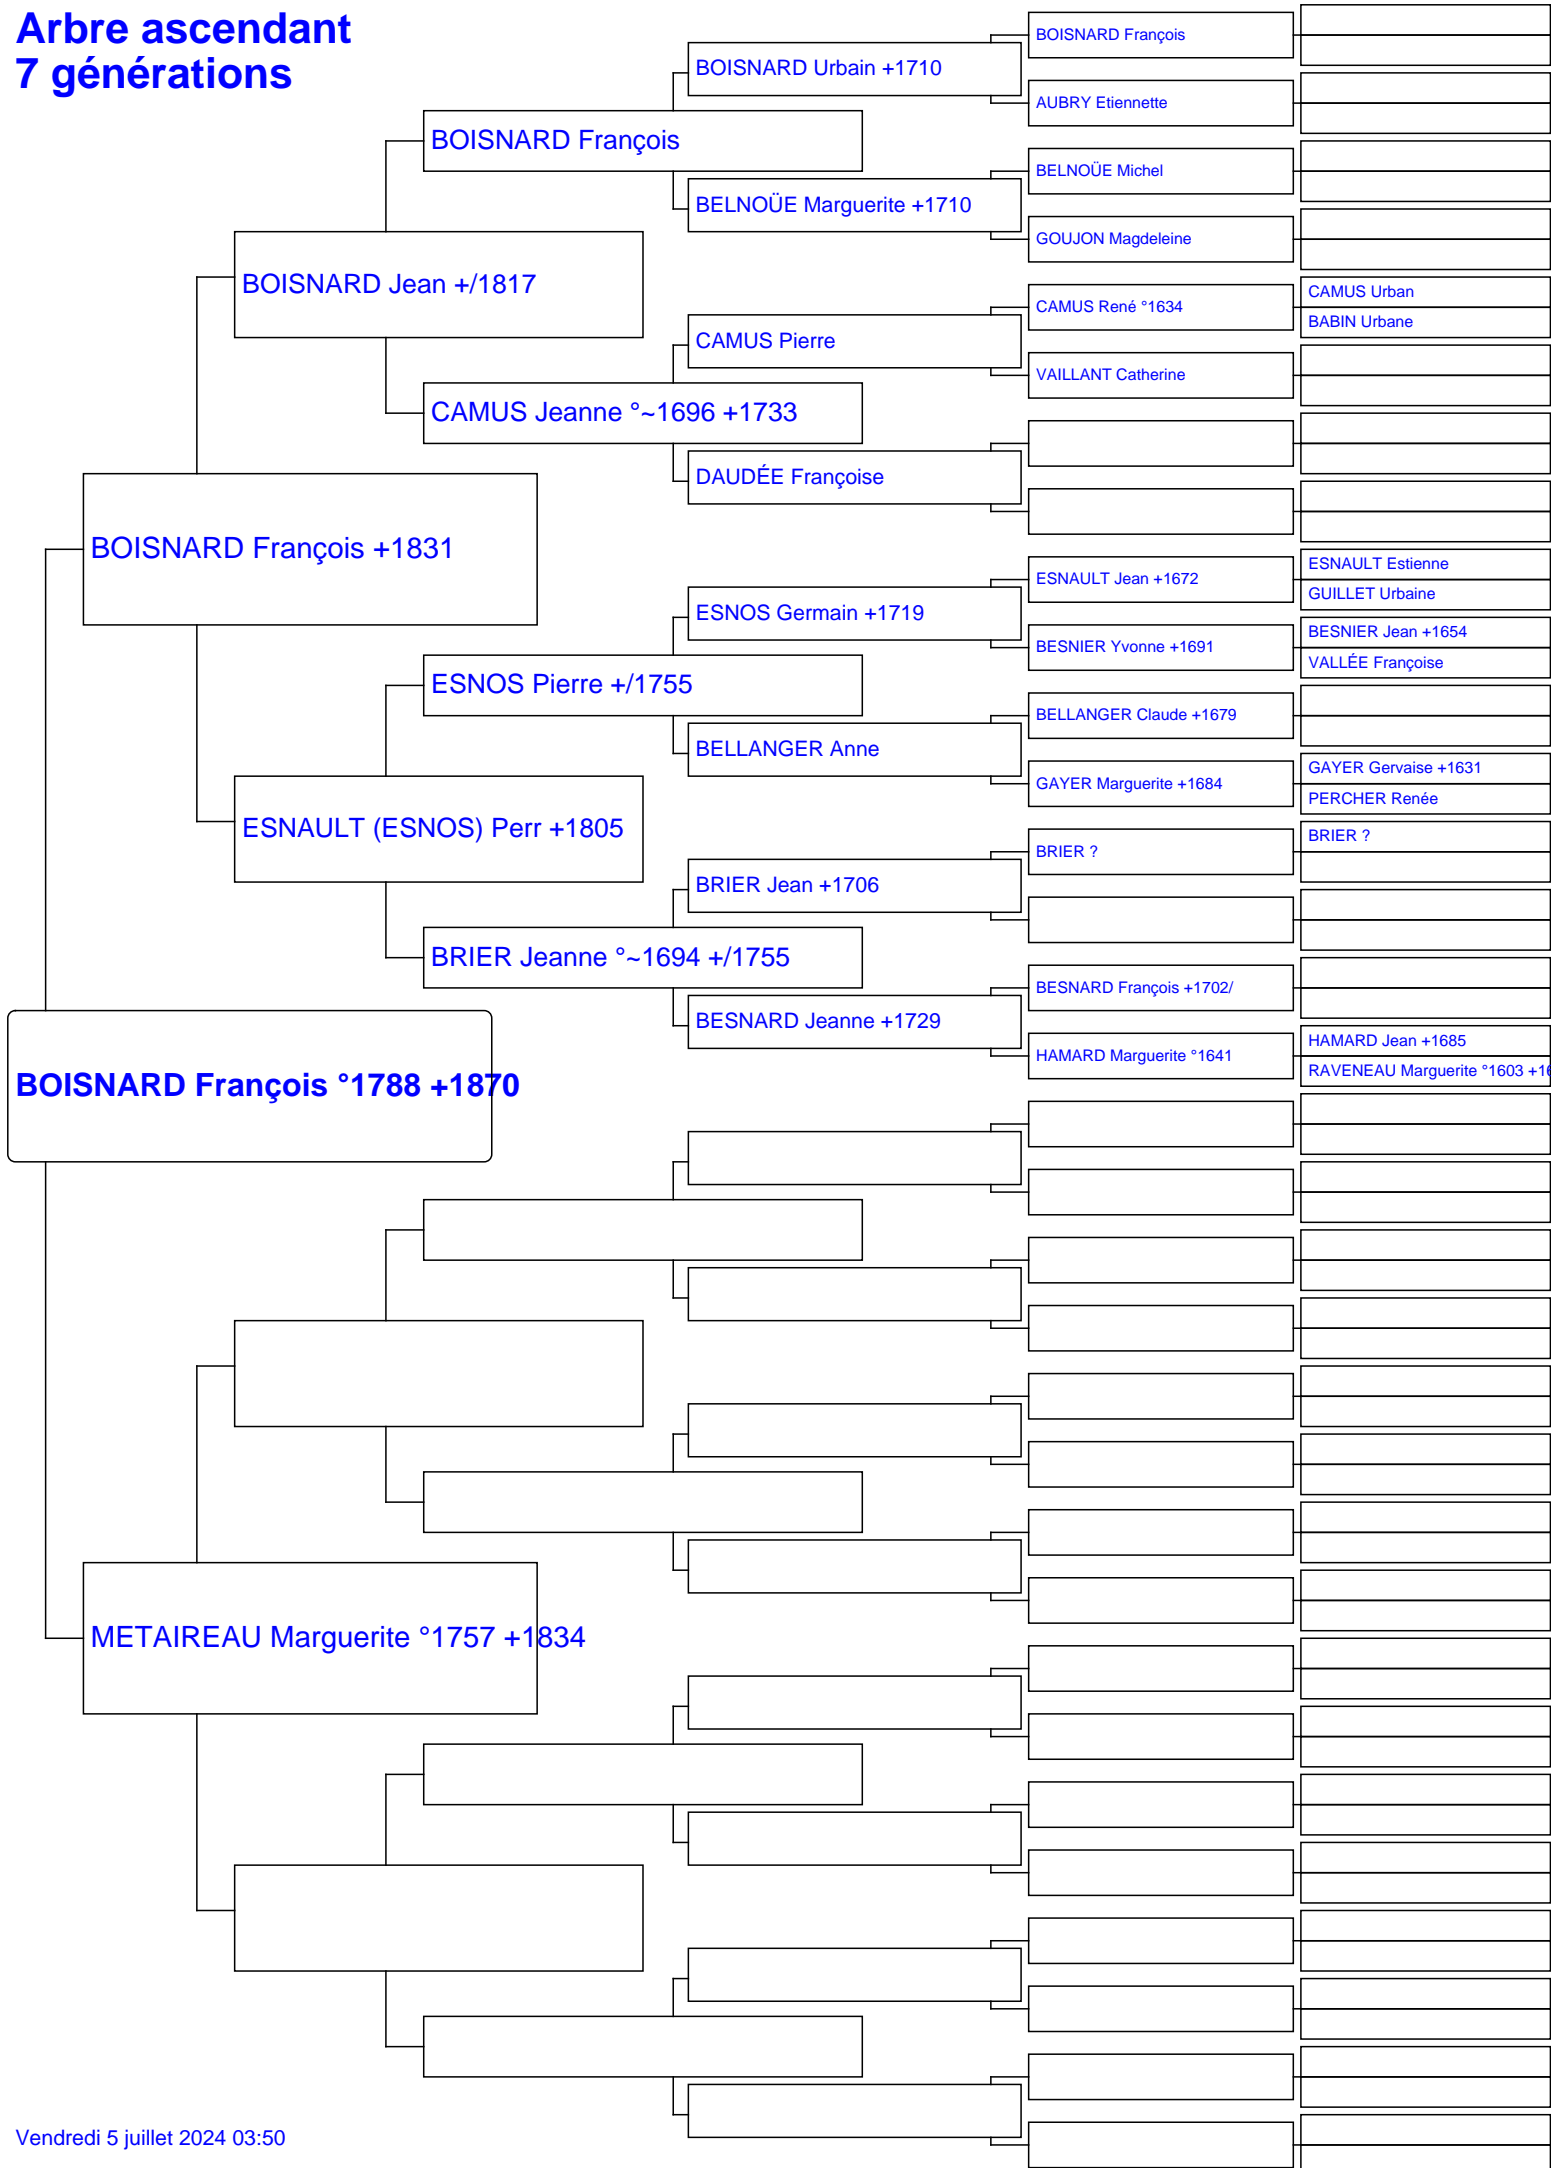 Arbre ascendant
7 générations
BOISNARD François °1788 +1870
BOISNARD François +1831
METAIREAU Marguerite °1757 +1834
BOISNARD Jean +/1817
ESNAULT (ESNOS) Perr +1805
BOISNARD François
CAMUS Jeanne °~1696 +1733
ESNOS Pierre +/1755
BRIER Jeanne °~1694 +/1755
BOISNARD Urbain +1710
BELNOÜE Marguerite +1710
CAMUS Pierre
DAUDÉE Françoise
ESNOS Germain +1719
BELLANGER Anne
BRIER Jean +1706
BESNARD Jeanne +1729
BOISNARD François
AUBRY Etiennette
BELNOÜE Michel
GOUJON Magdeleine
CAMUS René °1634
VAILLANT Catherine
ESNAULT Jean +1672
BESNIER Yvonne +1691
BELLANGER Claude +1679
GAYER Marguerite +1684
BRIER ?
BESNARD François +1702/
HAMARD Marguerite °1641
CAMUS Urban
BABIN Urbane
ESNAULT Estienne
GUILLET Urbaine
BESNIER Jean +1654
VALLÉE Françoise
GAYER Gervaise +1631
PERCHER Renée
BRIER ?
HAMARD Jean +1685
RAVENEAU Marguerite °1603
Vendredi 5 juillet 2024 03:50